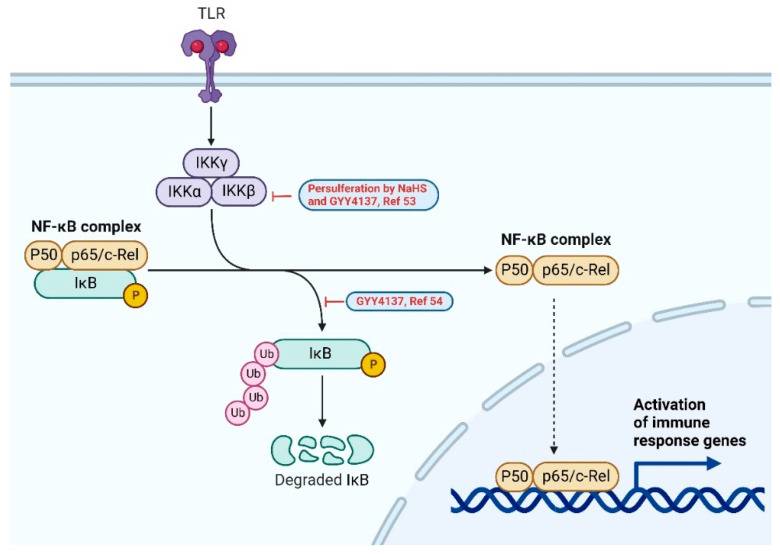 TLR
IKKγ
IKKα
IKKβ
Persulferation by NaHS
and GYY4137, Ref 53
NF-κB complex
P50
p65/c-Rel
IκB
P
NF-κB complex
P50
p65/c-Rel
GYY4137, Ref 54
Ub
IκB
P
Ub
Ub
Ub
Degraded IκB
Activation
of immune
response genes
P50
p65/c-Rel